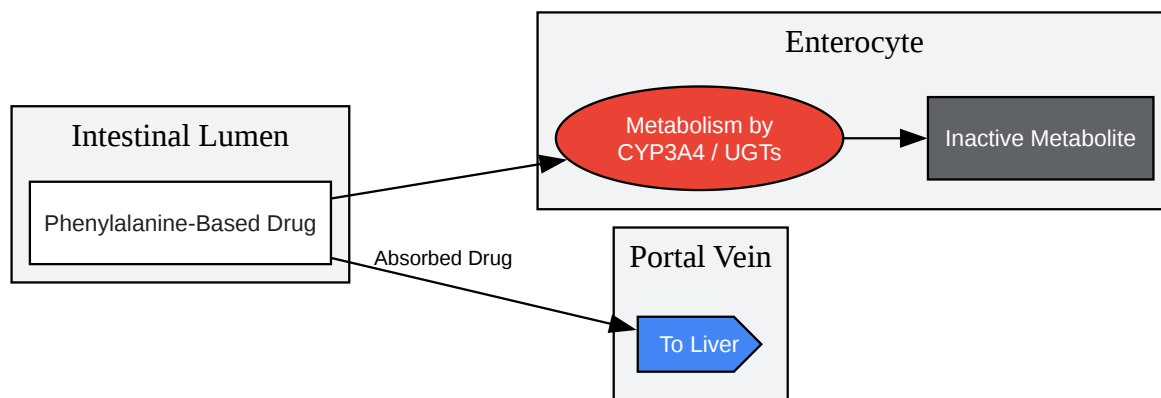 Enterocyte
Metabolism by
CYP3A4 / UGTs
Inactive Metabolite
Intestinal Lumen
Phenylalanine-Based Drug
Absorbed Drug
Portal Vein
To Liver